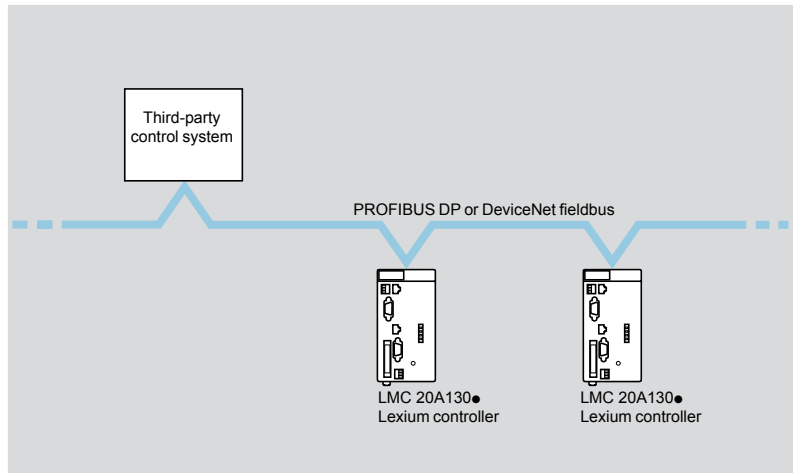 Third-party
control system
PROFIBUS DP or DeviceNet fieldbus
LMC 20A130●
Lexium controller
LMC 20A130●
Lexium controller